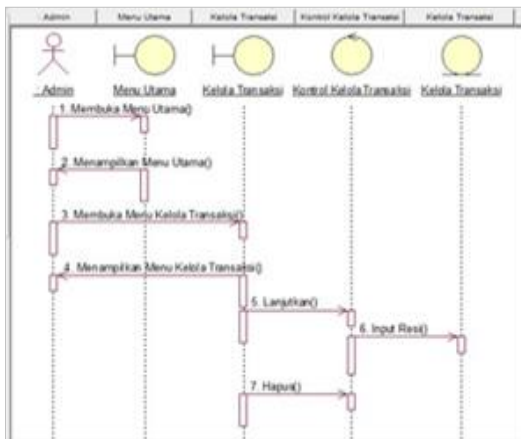 : Admin
Menu Utama
Kelola Transaksi
Kontrol Kelola Transaksi
Kelola Transaksi
: Admin
Menu Utama
Kelola Transaksi
Kontrol Kelola Transaksi
Kelola Transaksi
1. Membuka Menu Utama()
2. Menampilkan Menu Utama()
3. Membuka Menu Kelola Transaksi()
4. Menampilkan Menu Kelola Transaksi()
5. Lanjutkan()
6. Input Resi()
7. Hapus()